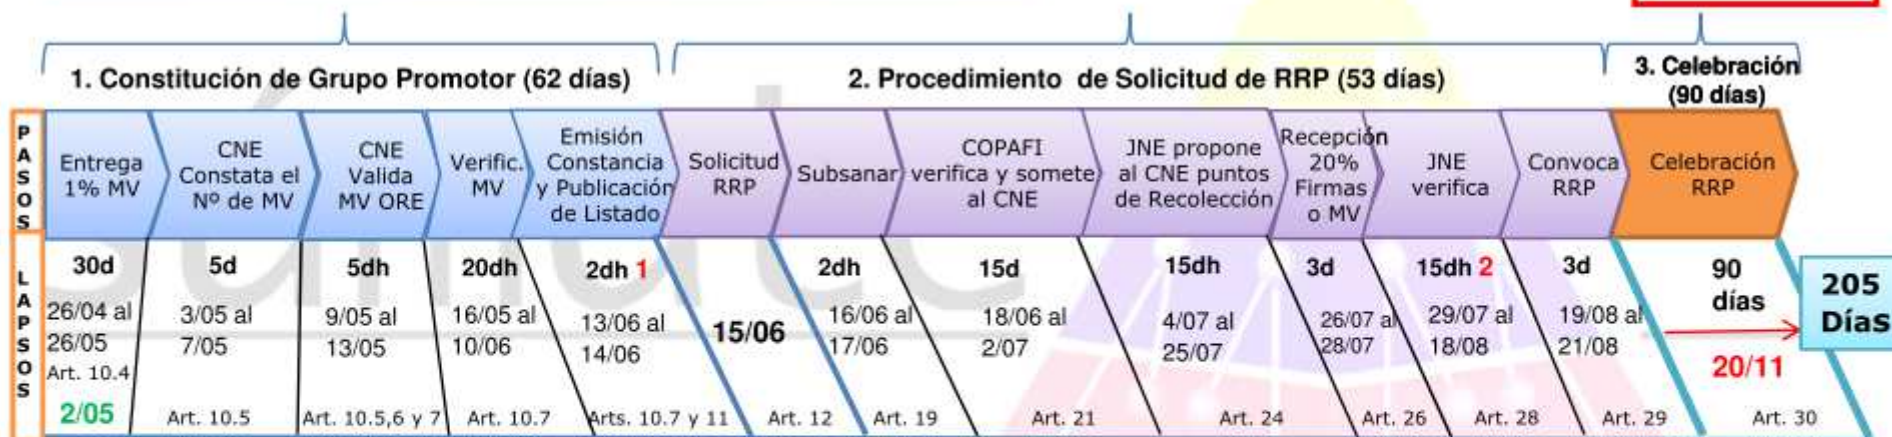 1. Constitución de Grupo Promotor (62 días)
2. Procedimiento de Solicitud de RRP (53 días)
3. Celebración
(90 días)
PASOS
Entrega
1% MV
CNE
Constata el
Nº de MV
CNE
Valida
MV ORE
Verific.
MV
Emisión
Constancia
y Publicación
de Listado
Solicitud
RRP
Subsanar
COPAFI
verifica y somete
al CNE
JNE propone
al CNE puntos
de Recolección
Recepción
20%
Firmas
o MV
JNE
verifica
Convoca
RRP
Celebración
RRP
LAPSOS
30d
26/04 al
26/05
Art. 10.4
2/05
5d
3/05 al
7/05
Art. 10.5
5dh
9/05 al
13/05
Art. 10.5,6 y 7
20dh
16/05 al
10/06
Art. 10.7
2dh 1
13/06 al
14/06
Arts. 10.7 y 11
15/06
Art. 12
2dh
16/06 al
17/06
Art. 19
15d
18/06 al
2/07
Art. 21
15dh
4/07 al
25/07
Art. 24
3d
26/07 al
28/07
Art. 26
15dh 2
29/07 al
18/08
Art. 28
3d
19/08 al
21/08
Art. 29
90
días
20/11
Art. 30
205
Días